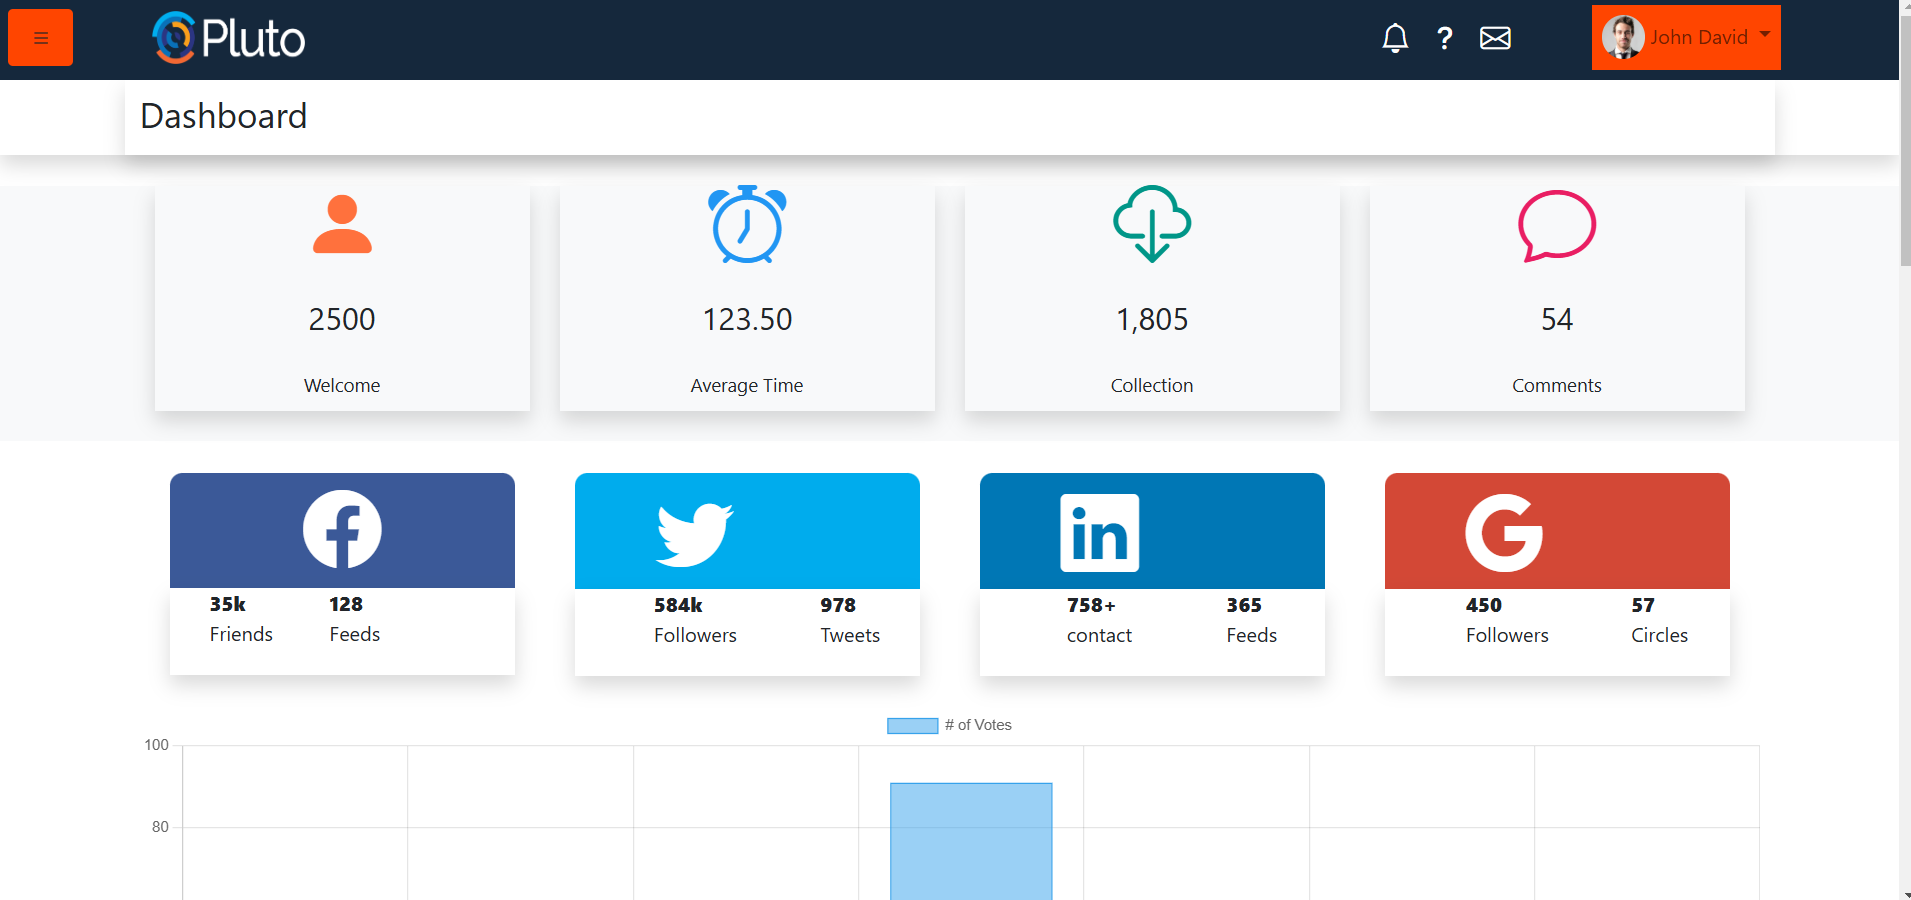 Pluto
John David
Dashboard
2500
123.50
1,805
54
Welcome
Average Time
Collection
Comments
35k
128
Friends
Feeds
584k
978
Followers
Tweets
758+
365
contact
Feeds
450
57
Followers
Circles
# of Votes
100
80